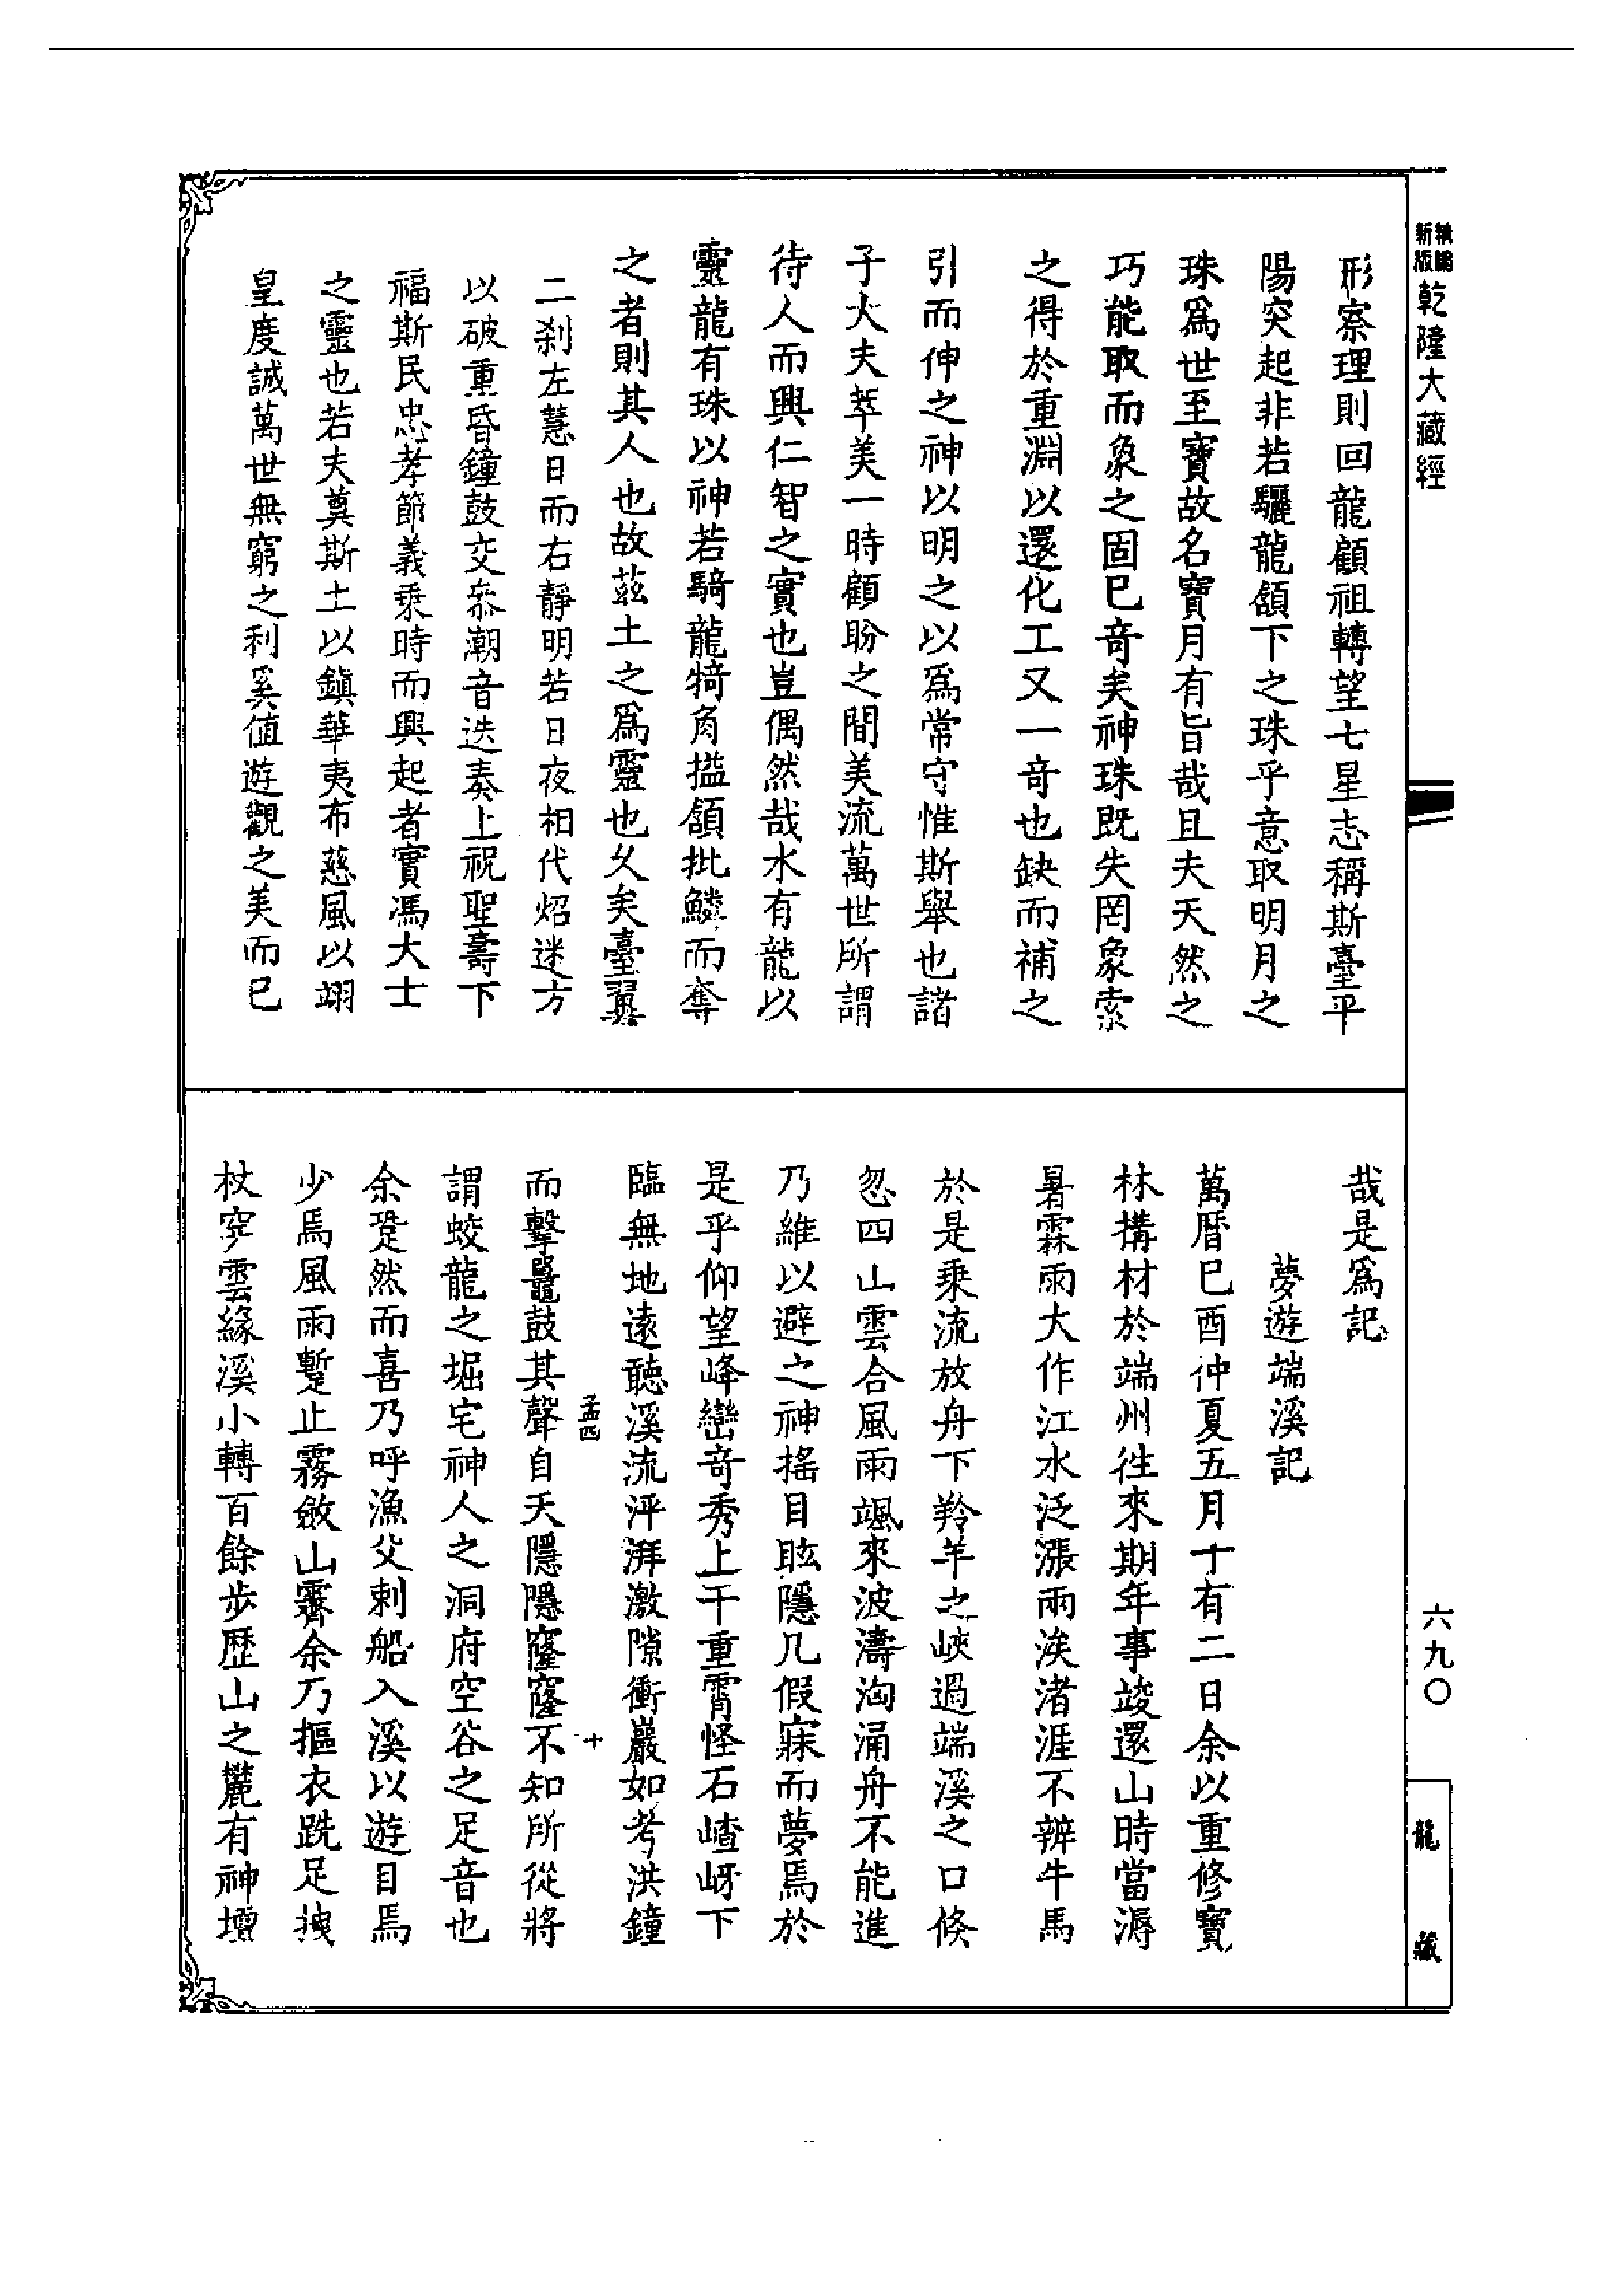 新版
乾隆大藏經
形察理則回龍顧祖轉望七星志稱斯臺平
陽突起非若驪龍頷下之珠乎意取明月之
珠爲世至寶故名寶月有旨哉且夫天然之
巧能取而象之固已奇矣神珠既失罔象索
之得於重淵以還化工又一奇也缺而補之
引而伸之神以明之以爲常守惟斯舉也諸
子大夫萃美一時顧盼之間美流萬世所謂
待人而興仁智之實也豈偶然哉水有龍以
靈龍有珠以神若騎龍犄角搤頷批鱗而奪
之者則其人也故茲土之爲靈也久矣臺翼
二刹左慧日而右靜明若日夜相代炤迷方
以破重昏鐘鼓交叅潮音迭奏上祝聖壽下
福斯民忠孝節義乗時而興起者實馮大士
之靈也若夫奠斯土以鎮華夷布慈風以翊
皇度誠萬世無窮之利奚值遊觀之美而已
哉是爲記
夢遊端溪記
萬曆巳酉仲夏五月十有二日余以重修寶
林搆材於端州徃來期年事竣還山時當溽
暑霖雨大作江水泛漲雨涘渚涯不辨牛馬
於是乘流放舟下羚羊之峽過端溪之口倏
忽四山雲合風雨颯來波濤洶涌舟不能進
乃維以避之神搖目眩隱几假寐而夢焉於
是乎仰望峰巒奇秀上干重霄怪石嵖岈下
臨無地遠聽溪流泙湃激隙衝巖如考洪鐘
孟四
十
而擊鼉鼓其聲自天隱隱窿窿不知所從將
謂蛟龍之堀宅神人之洞府空谷之足音也
余跫然而喜乃呼漁父刺船入溪以遊目焉
少焉風雨蹔止霧斂山霽余乃摳衣跣足拽
杖穿雲緣溪小轉百餘步歷山之麓有神壇
六九〇
龍藏